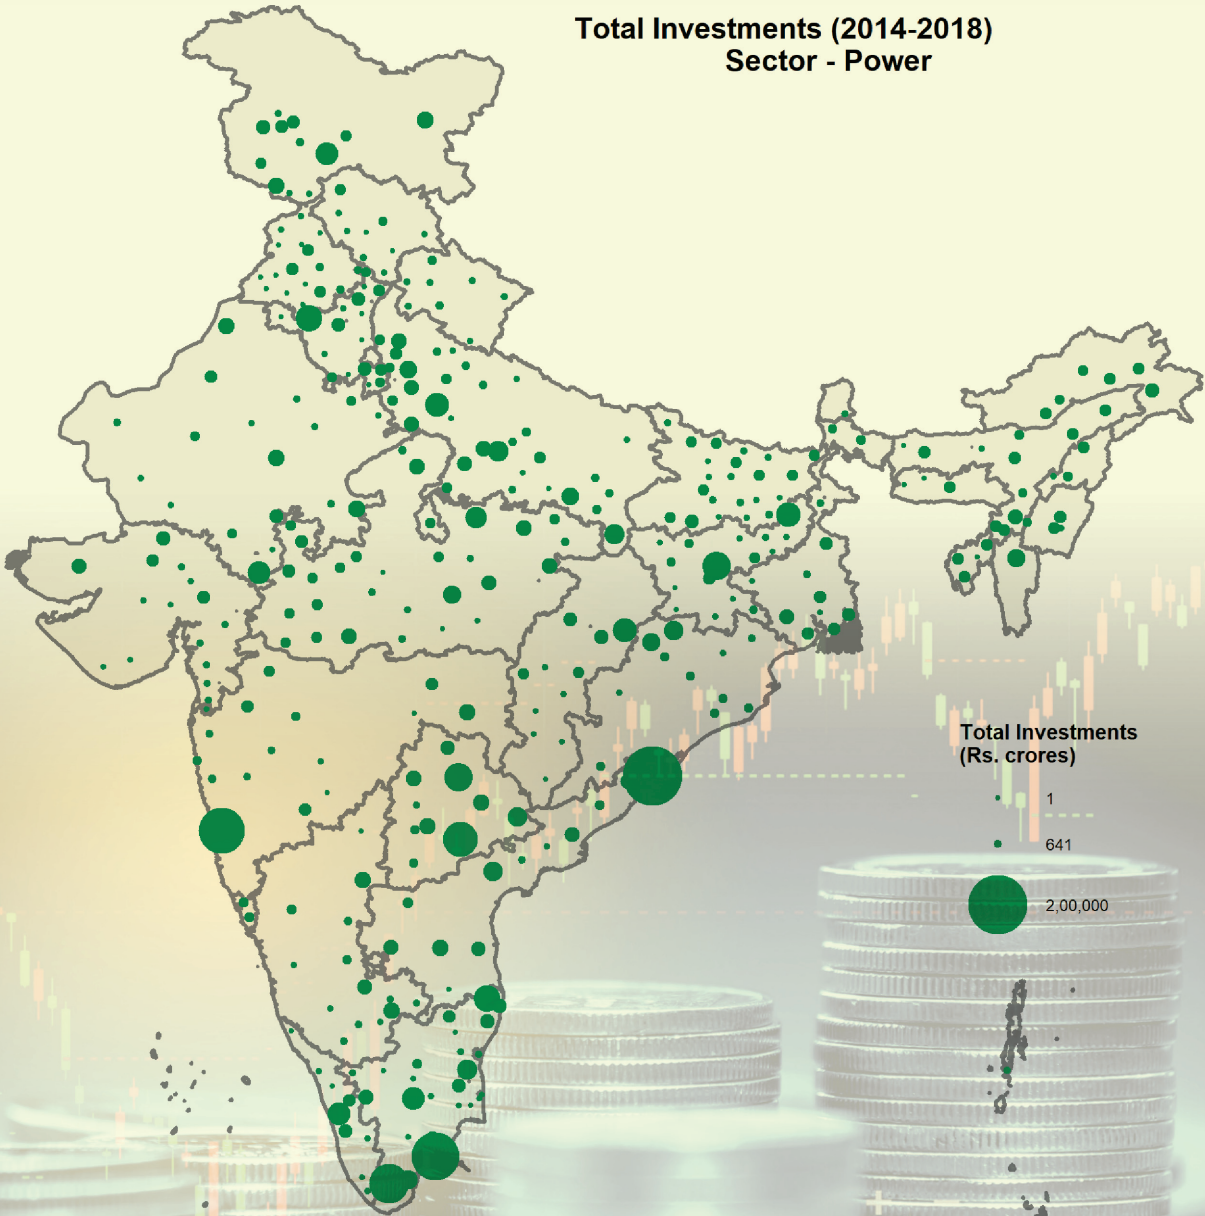 Total Investments (2014-2018)
Sector - Power
Total Investments
(Rs. crores)
1
641
2,00,000